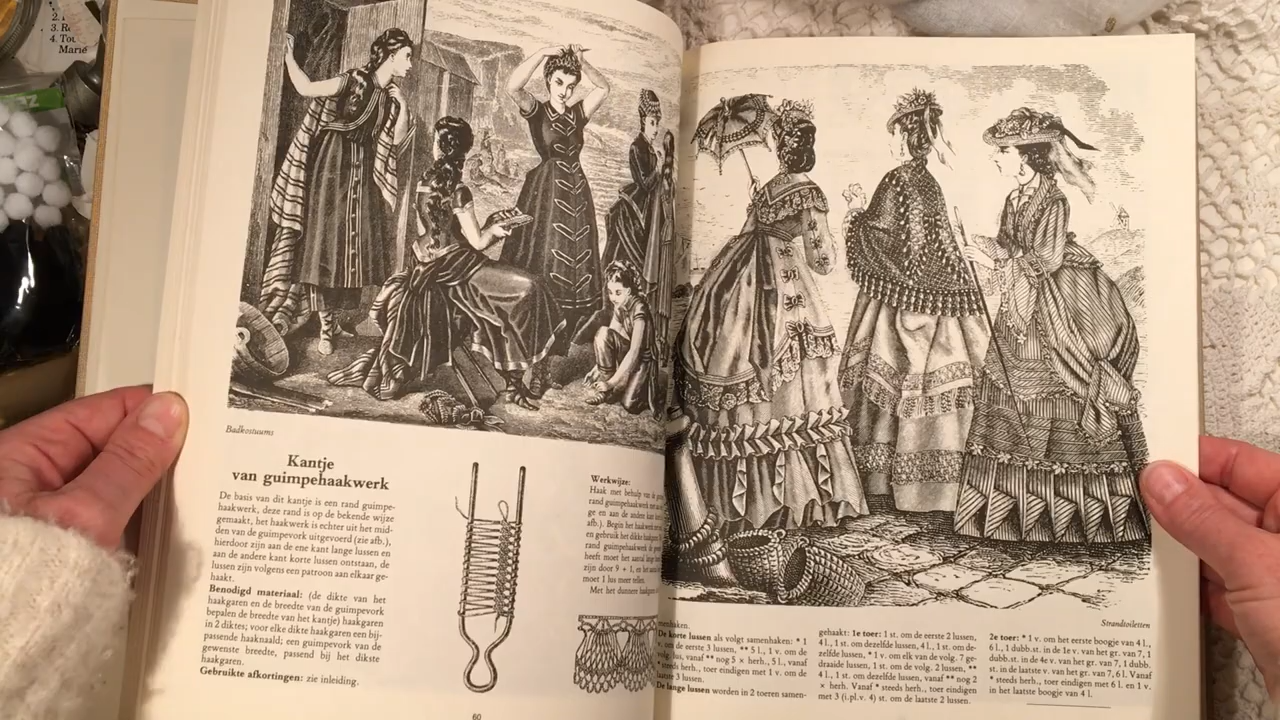 2.
3. R
4. Tou
Marie
Badkostuums
Kantje
van guimpehaakwerk
De basis van dit kantje is een rand guimpe-
haakwerk, deze rand is op de bekende wijze
gemaakt, het haakwerk is echter uit het mid-
den van de guimpevork uitgevoerd (zie afb.),
hierdoor zijn aan de ene kant lange lussen en
aan de andere kant korte lussen ontstaan, de
lussen zijn volgens een patroon aan elkaar ge-
haakt.
Benodigd materiaal: (de dikte van het
haakgaren en de breedte van de guimpevork
bepalen de breedte van het kantje) haakgaren
in 2 diktes; voor elke dikte haakgaren een bij-
passende haaknaald; een guimpevork van de
gewenste breedte, passend bij het dikste
haakgaren.
Gebruikte afkortingen: zie inleiding.
60
Werkwijze:
Haak met behulp van de
rand guimpehaakwerk met
ge en aan de andere kant
afb.). Begin het haakwerk
en gebruik het dikke
rand guimpehaakwerk
heeft moet het aantal
zijn door 9 + 1, en het
moet 1 lus meer tellen.
Met het dunnere haakgaren
menhaken.
De korte lussen als volgt samenhaken: * 1
v. om de eerste 3 lussen, ** 5 l., 1 v. om de
volg. lus, vanaf ** nog 5 × herh., 5 l., vanaf
* steeds herh., toer eindigen met 1 v. om de
laatste 3 lussen.
De lange lussen worden in 2 toeren samen-
gehaakt: 1e toer: 1 st. om de eerste 2 lussen,
4 l., 1 st. om dezelfde lussen, 4 l., 1 st. om de-
zelfde lussen, * 1 v. om elk van de volg. 7 ge-
draaide lussen, 1 st. om de volg. 2 lussen, **
4 l., 1 st. om dezelfde lussen, vanaf ** nog 2
× herh. Vanaf * steeds herh., toer eindigen
met 3 (i.pl.v. 4) st. om de laatste 2 lussen.
Strandtoiletten
2e toer: * 1 v. om het eerste boogje van 4 l.,
6 l., 1 dubb.st. in de 1e v. van het gr. van 7, 1
dubb.st. in de 4e v. van het gr. van 7, 1 dubb.
st. in de laatste v. van het gr. van 7, 6 l. Vanaf
* steeds herh., toer eindigen met 6 l. en 1 v.
in het laatste boogje van 4 l.